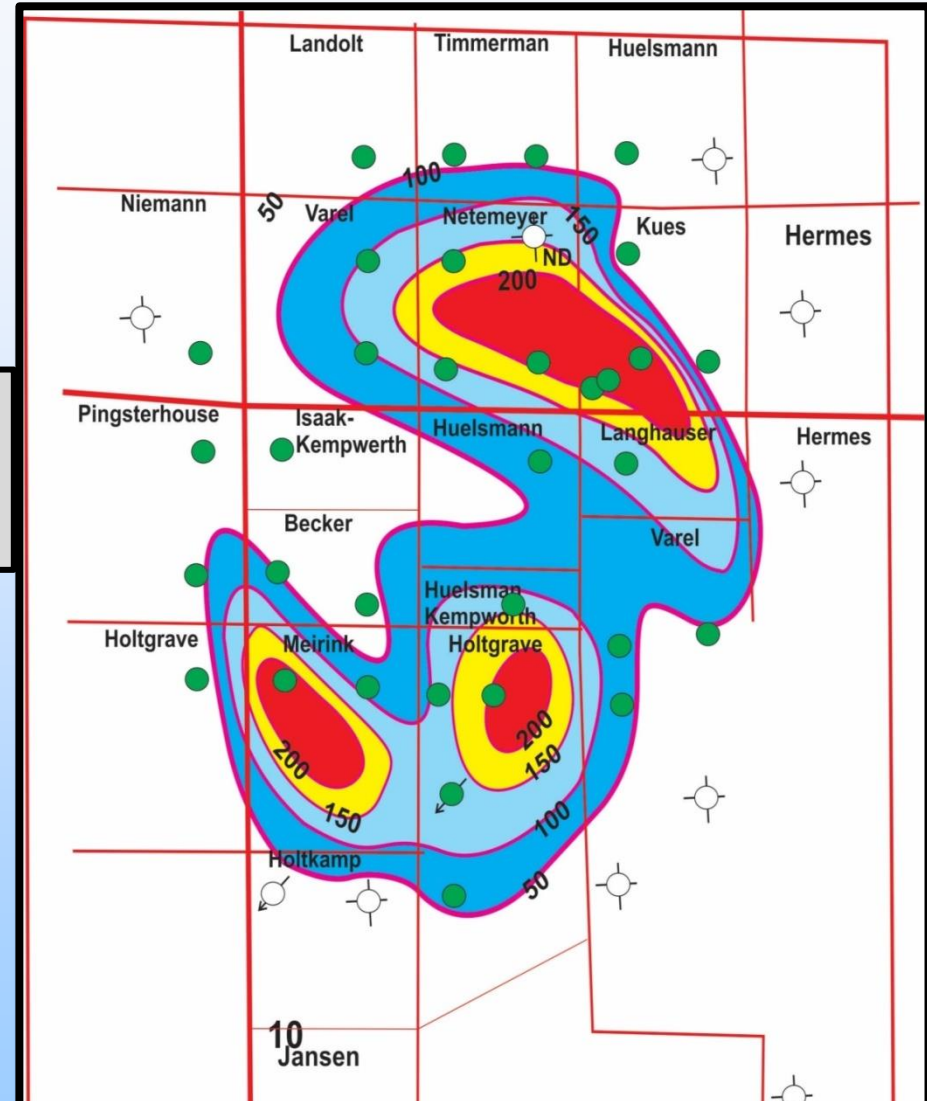 Landolt
Timmerman
Huelsmann
100
50
Niemann
Varel
Netemeyer
150
Kues
Hermes
ND
200
Pingsterhouse
Isaak-
Kempwerth
Huelsmann
Langhauser
Hermes
Becker
Varel
Huelsman
Kempworth
Holtgrave
Meirink
Holtgrave
200
150
200
150
100
Holtkamp
50
10
Jansen